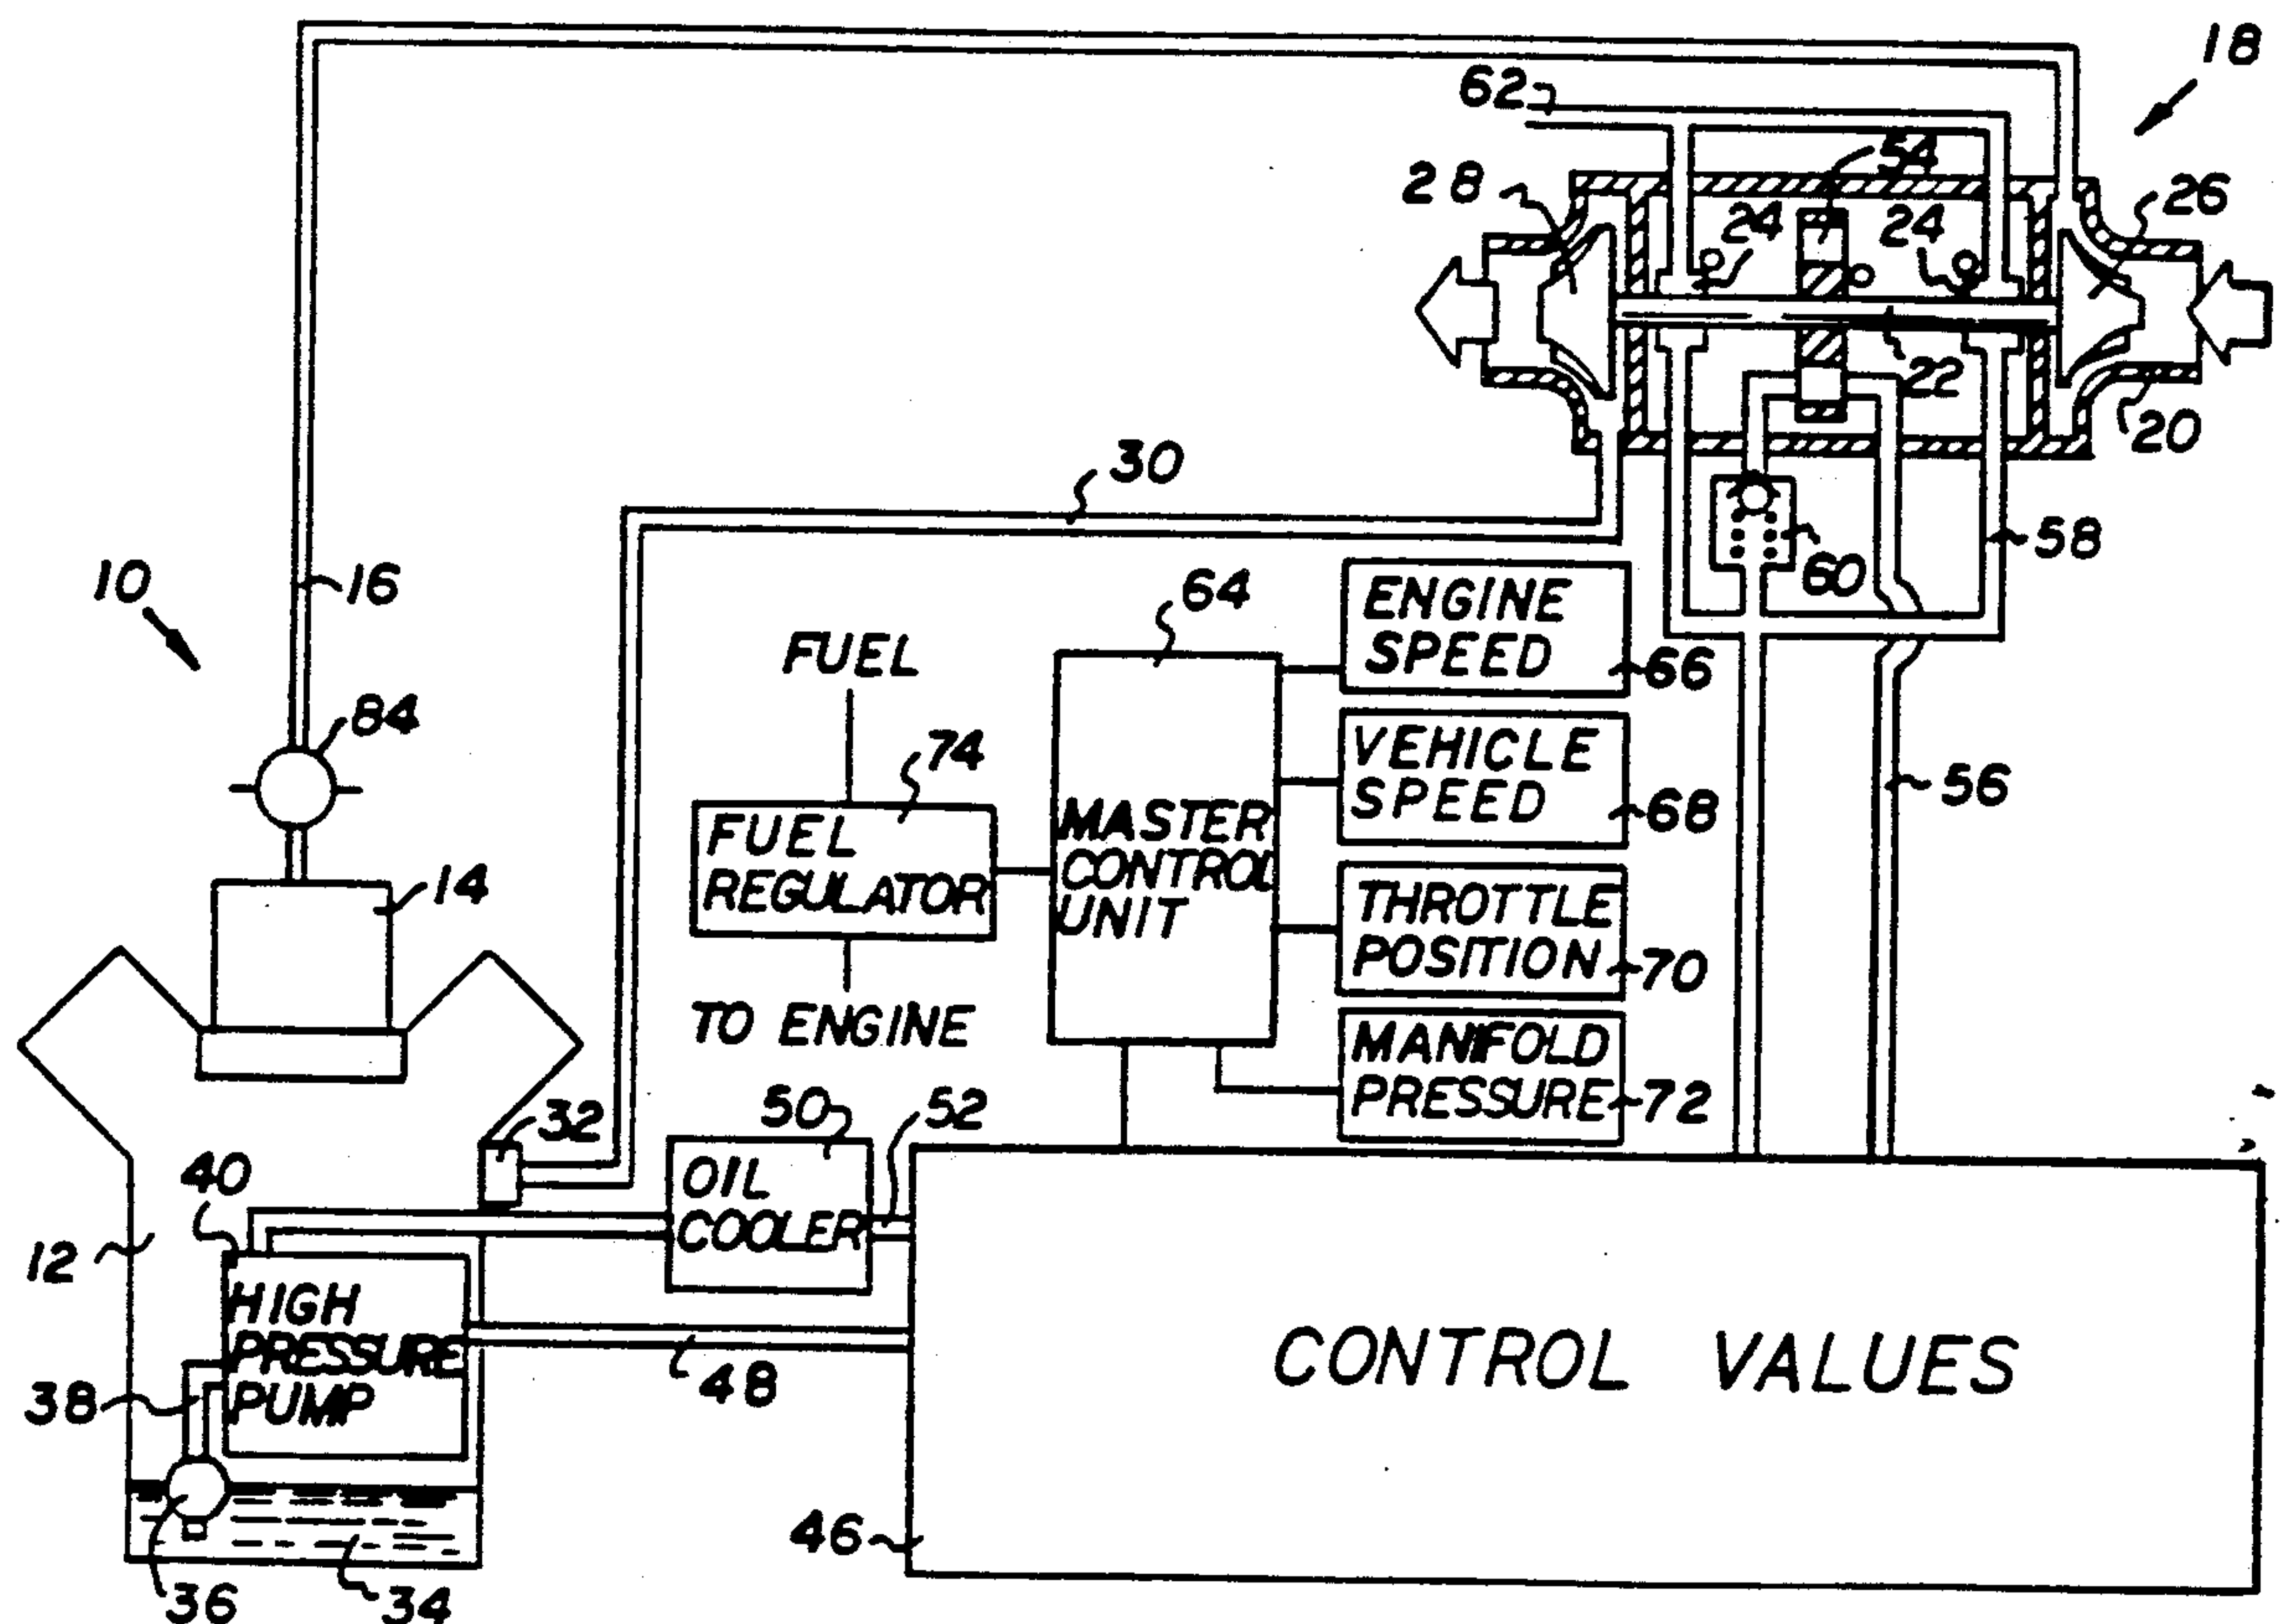 18
62
54
28
26
24
24
22
20
30
58
60
10
16
64
ENGINE
SPEED
66
FUEL
84
VEHICLE
SPEED
68
74
56
MASTER
CONTROL
UNIT
FUEL
REGULATOR
14
THROTTLE
POSITION
70
TO ENGINE
MANIFOLD
PRESSURE
72
50
52
32
40
OIL
COOLER
12
HIGH
PRESSURE
PUMP
38
48
CONTROL VALUES
46
36
34